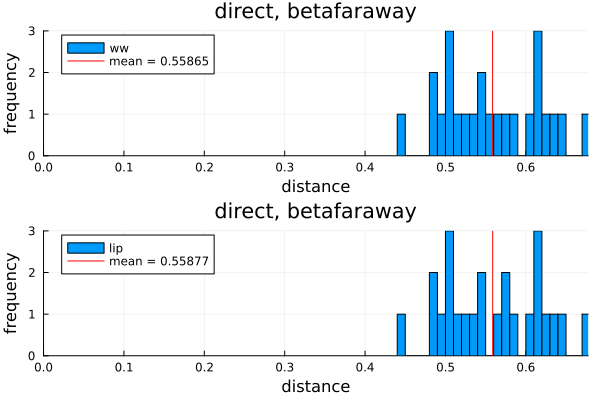 direct, betafaraway
3
2
1
0
frequency
ww
mean = 0.55865
0.0 0.1 0.2 0.3 0.4 0.5 0.6
distance
direct, betafaraway
3
2
1
0
frequency
lip
mean = 0.55877
0.0 0.1 0.2 0.3 0.4 0.5 0.6
distance